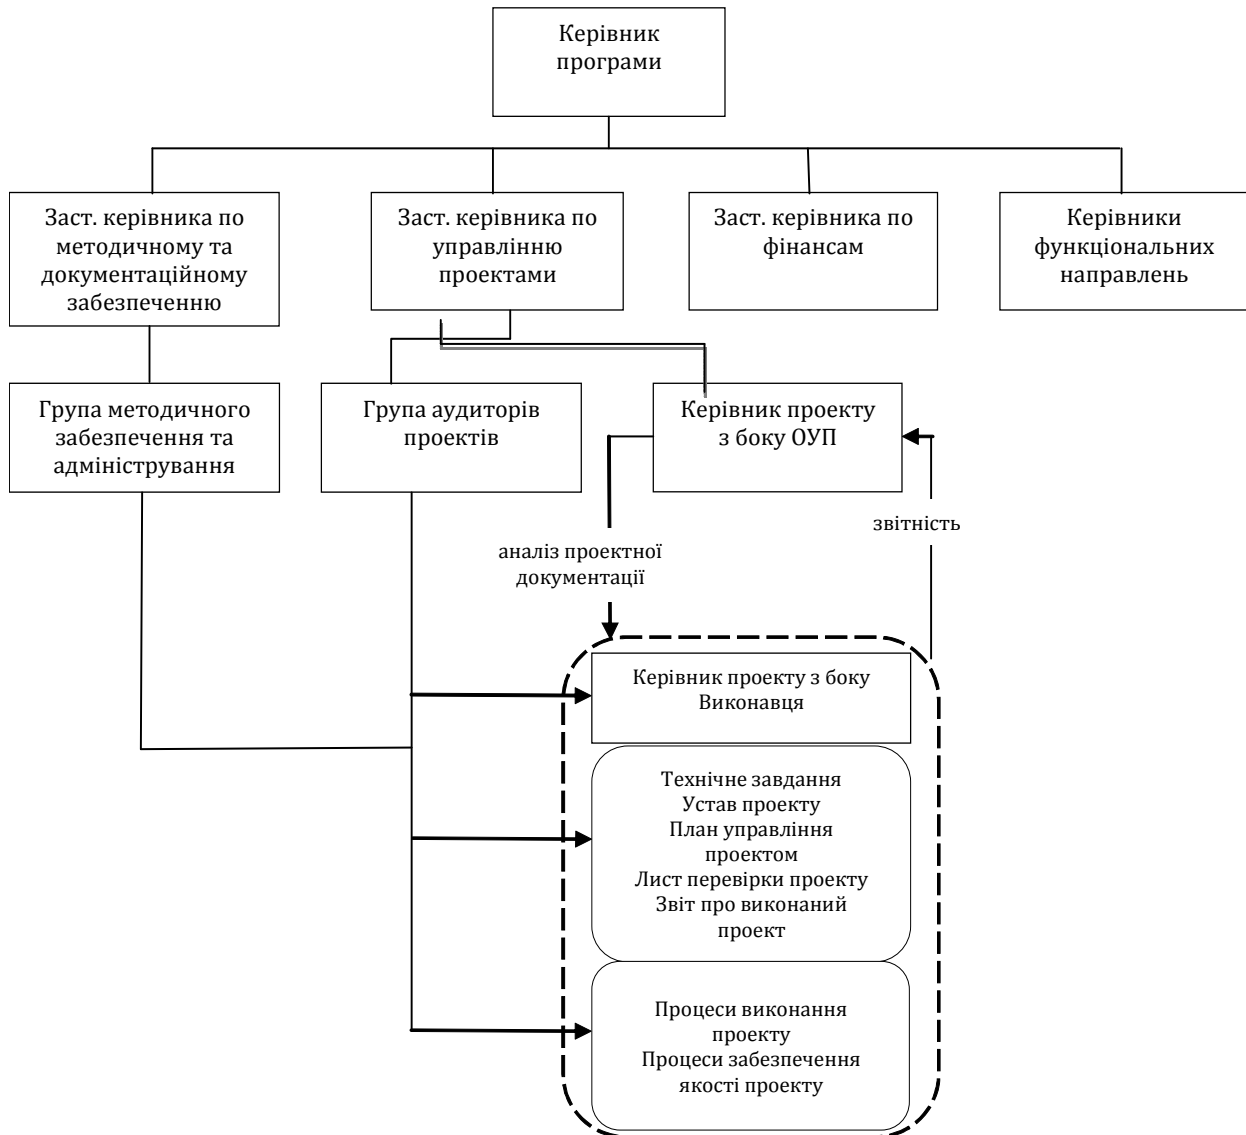 Керівник
програми
Заст. керівника по
методичному та
документаційному
забезпеченню
Заст. керівника по
управлінню
проектами
Заст. керівника по
фінансам
Керівники
функціональних
направлень
Група методичного
забезпечення та
адміністрування
Група аудиторів
проектів
Керівник проекту
з боку ОУП
звітність
аналіз проектної
документації
Керівник проекту з боку
Виконавця
Технічне завдання
Устав проекту
План управління
проектом
Лист перевірки проекту
Звіт про виконаний
проект
Процеси виконання
проекту
Процеси забезпечення
якості проекту